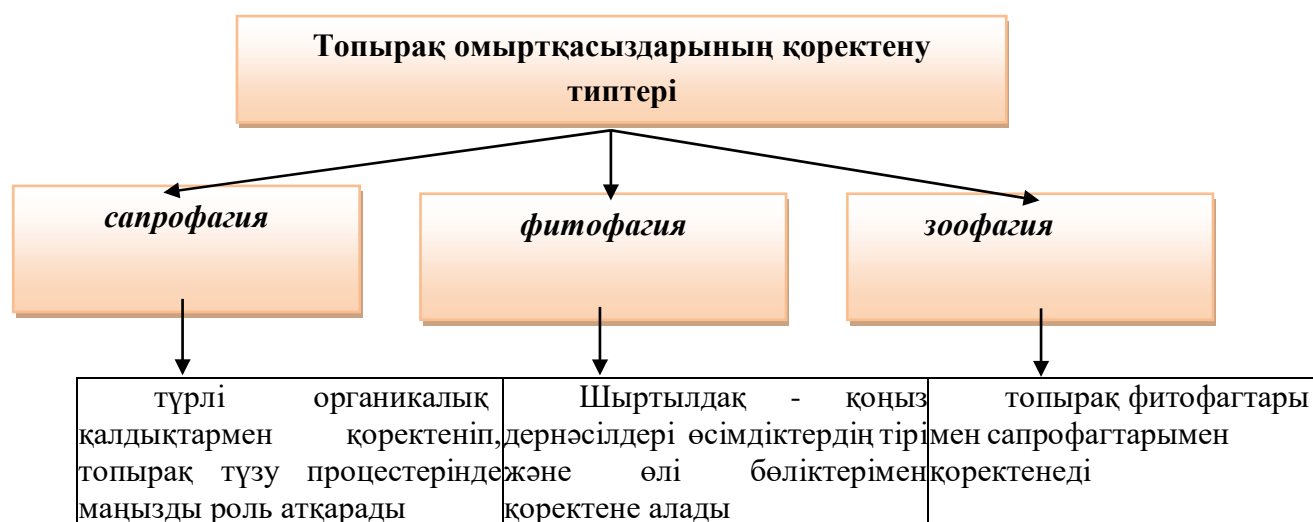 Топырақ омыртқасыздарының қоректену
типтері
сапрофагия
фитофагия
зоофагия
түрлі органикалық
қалдықтармен қоректеніп,
топырақ түзу процестерінде
маңызды роль атқарады
Шыртылдақ - қоңыз
дернәсілдері өсімдіктердің тірі
және өлі бөліктерімен
қоректене алады
топырақ фитофагтары
мен сапрофагтарымен
қоректенеді